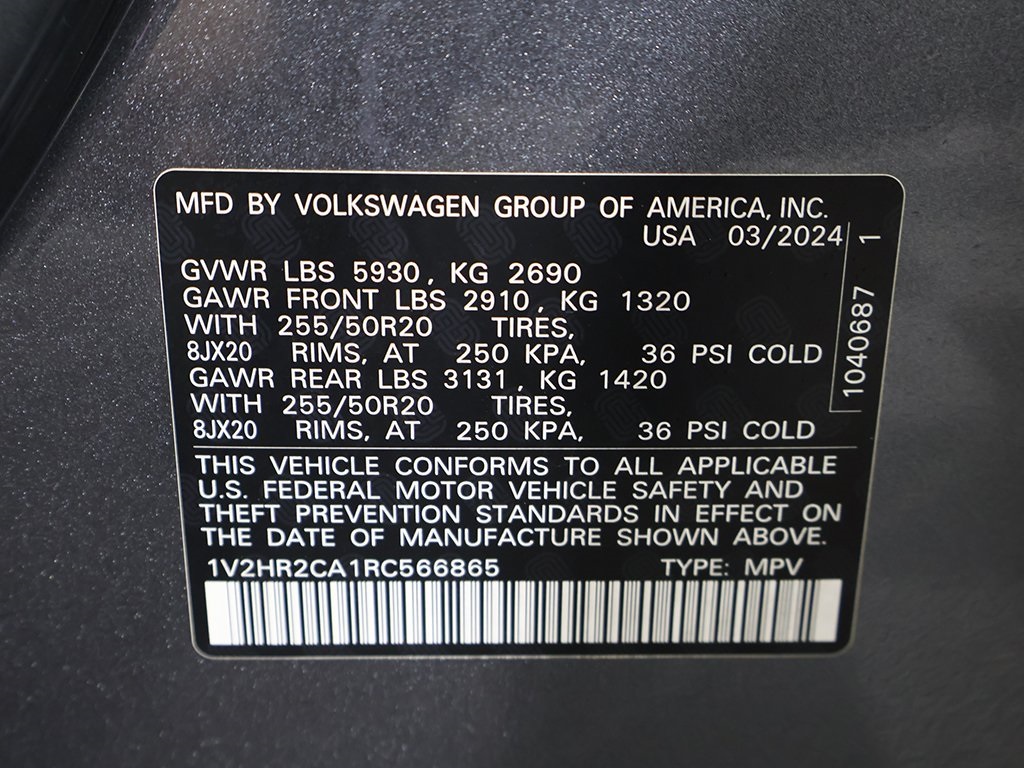 MFD BY VOLKSWAGEN GROUP OF AMERICA, INC.
USA 03/2024
GVWR LBS 5930, KG 2690
GAWR FRONT LBS 2910, KG 1320
WITH 255/50R20 TIRES,
8JX20 RIMS, AT 250 KPA, 36 PSI COLD
GAWR REAR LBS 3131, KG 1420
WITH 255/50R20 TIRES,
8JX20 RIMS, AT 250 KPA, 36 PSI COLD
1040687 1
THIS VEHICLE CONFORMS TO ALL APPLICABLE
U.S. FEDERAL MOTOR VEHICLE SAFETY AND
THEFT PREVENTION STANDARDS IN EFFECT ON
THE DATE OF MANUFACTURE SHOWN ABOVE.
1V2HR2CA1RC566865 TYPE: MPV